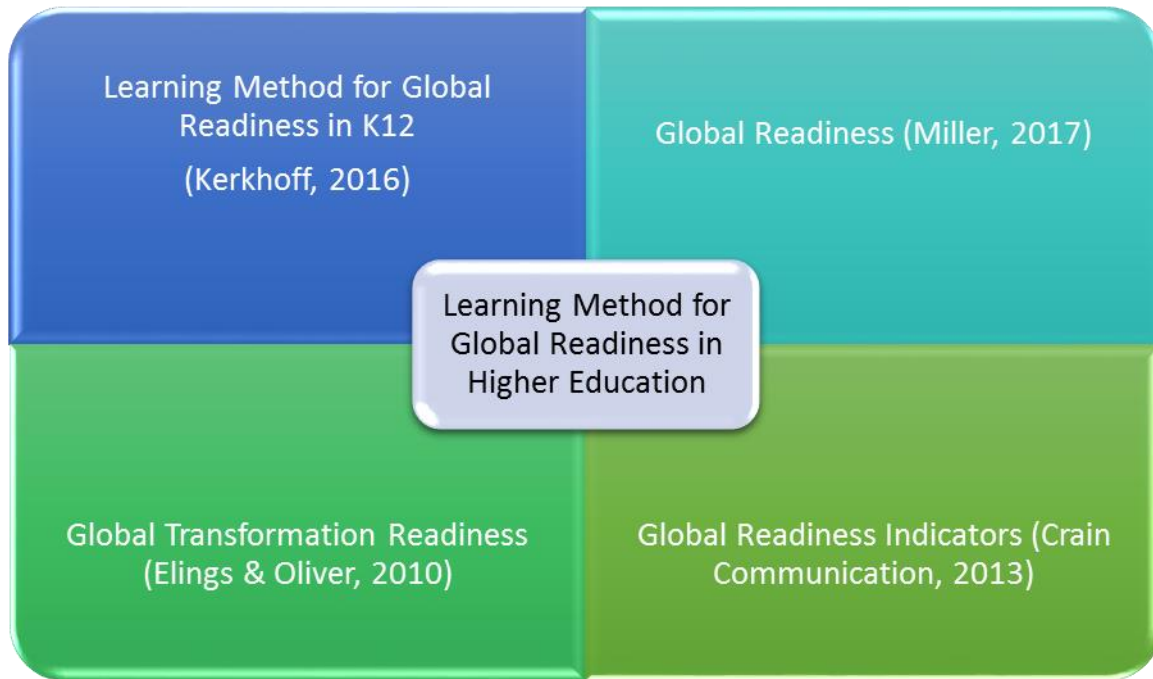 Learning Method for Global
Readiness in K12
(Kerkhoff, 2016)
Global Readiness (Miller, 2017)
Learning Method for
Global Readiness in
Higher Education
Global Transformation Readiness
(Elings & Oliver, 2010)
Global Readiness Indicators (Crain
Communication, 2013)